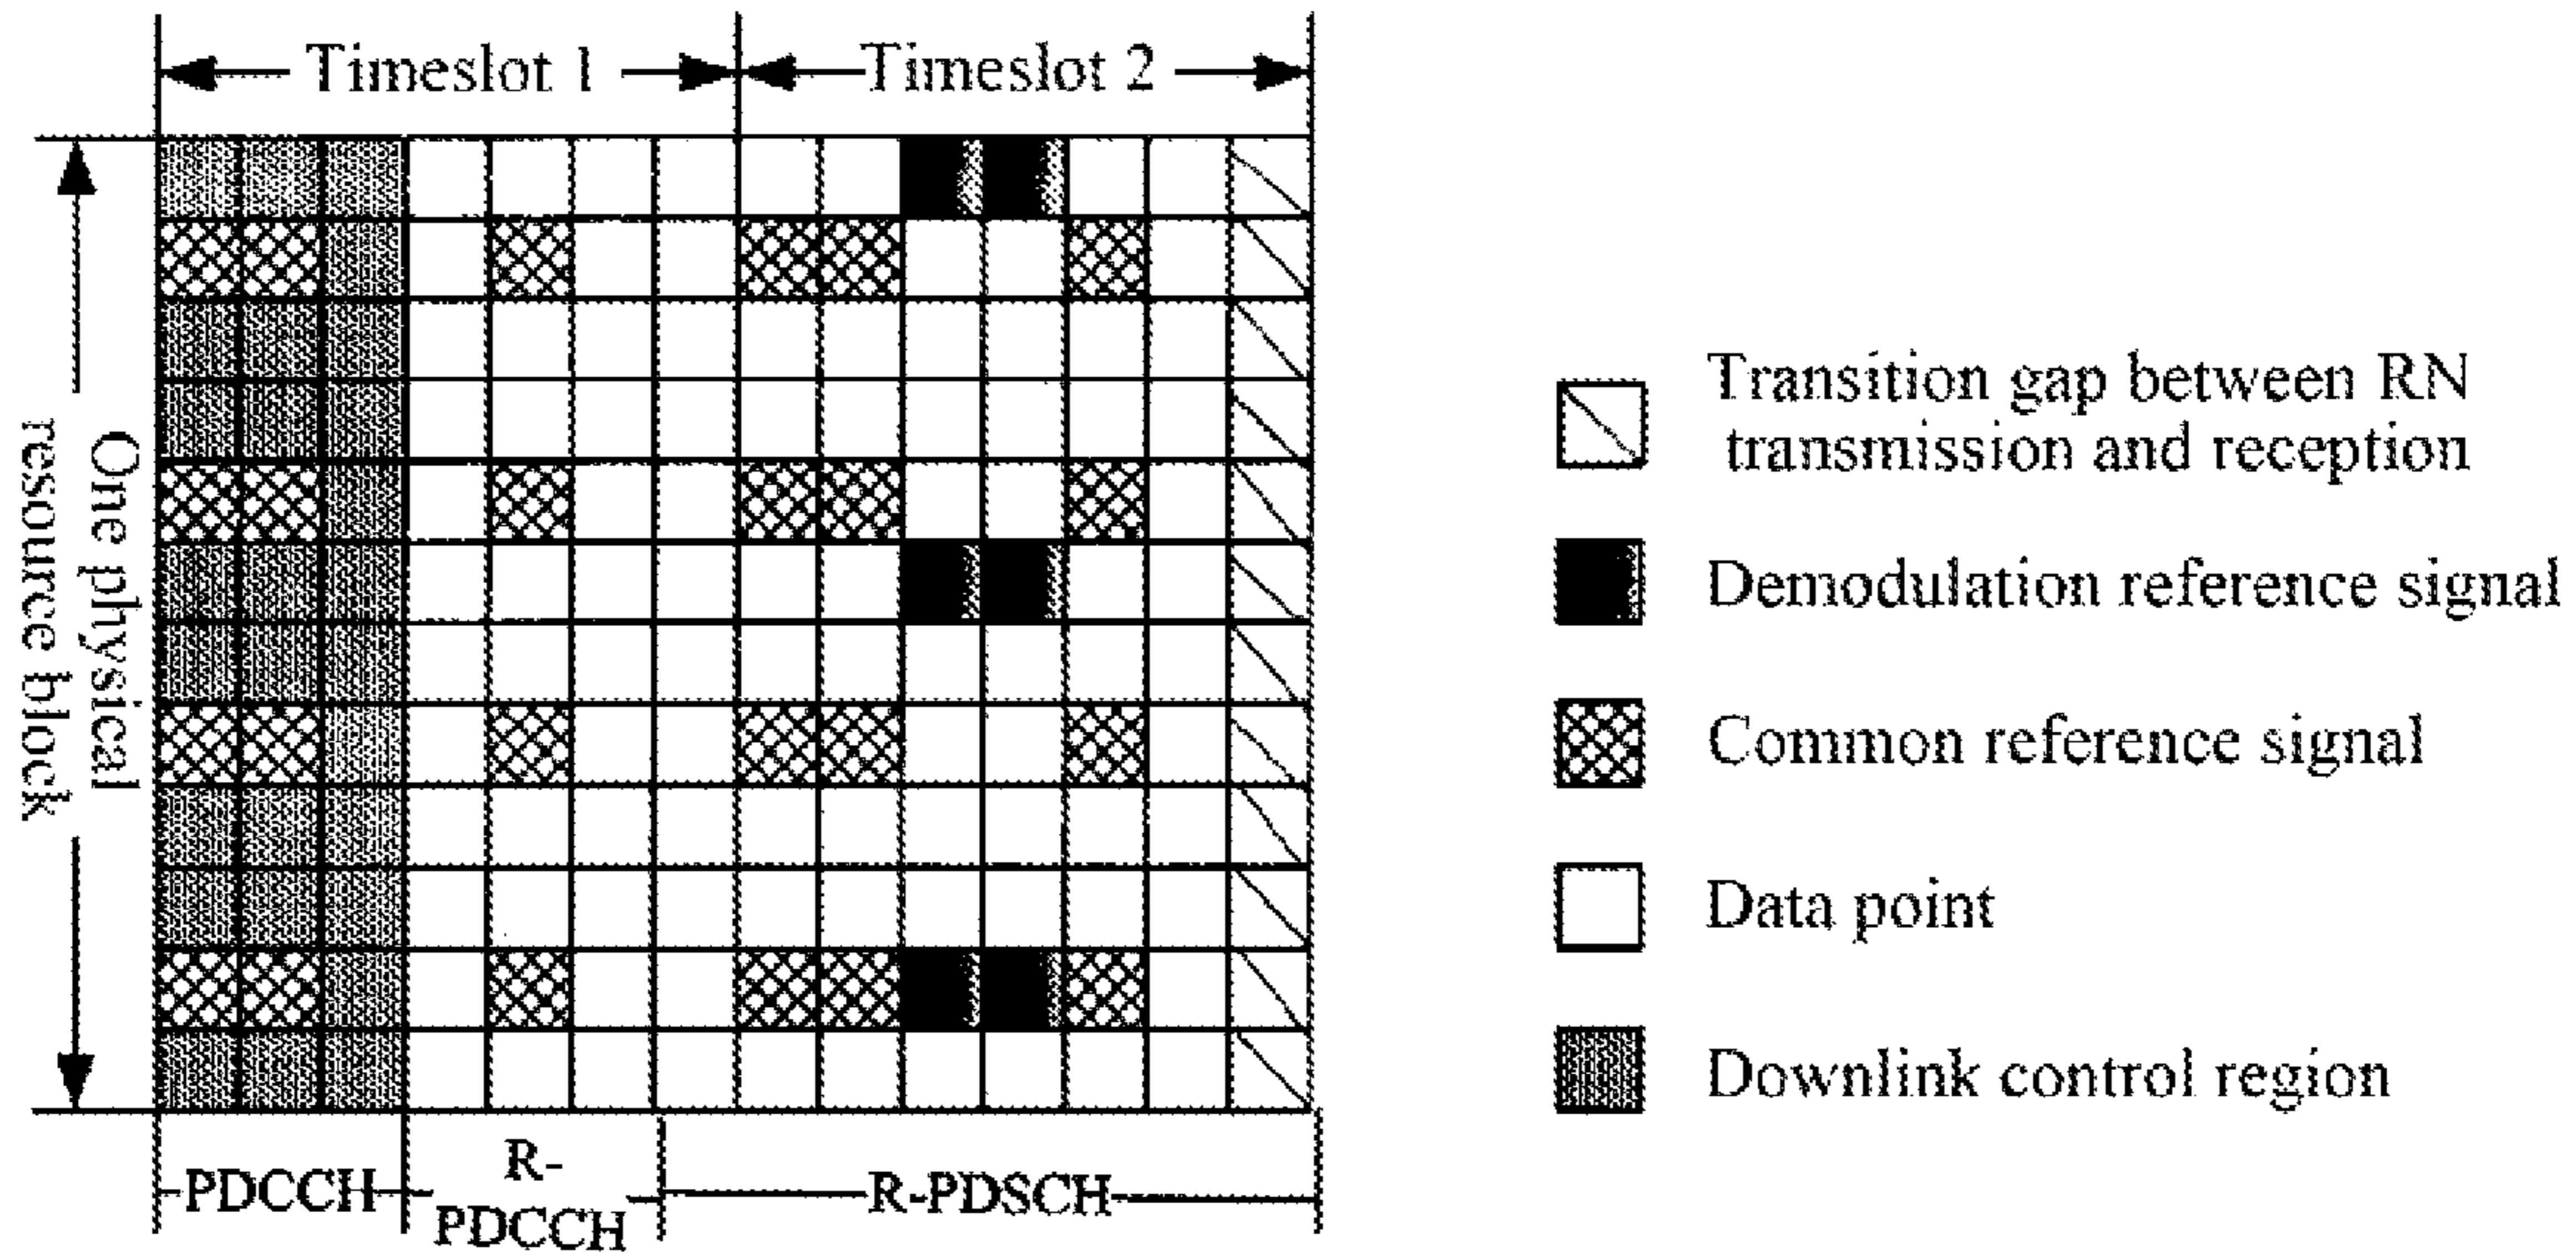 Timeslot 1
Timeslot 2
One physical
resource block
PDCCH
R-
PDCCH
R-PDSCH
Transition gap between RN
transmission and reception
Demodulation reference signal
Common reference signal
Data point
Downlink control region